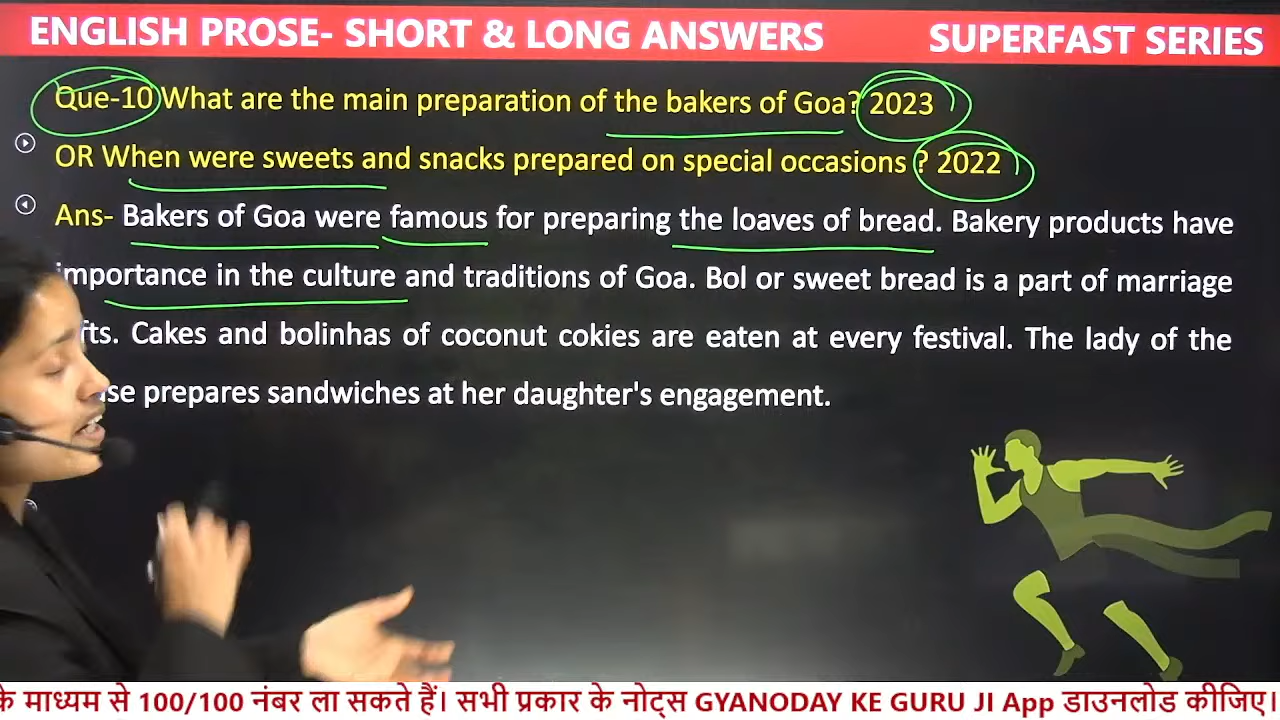 ENGLISH PROSE- SHORT & LONG ANSWERS SUPERFAST SERIES
Que-10 What are the main preparation of the bakers of Goa? 2023
OR When were sweets and snacks prepared on special occasions ? 2022
Ans- Bakers of Goa were famous for preparing the loaves of bread. Bakery products have
importance in the culture and traditions of Goa. Bol or sweet bread is a part of marriage
Cakes and bolinhas of coconut cokies are eaten at every festival. The lady of the
prepares sandwiches at her daughter's engagement.
के माध्यम से 100/100 नंबर ला सकते हैं। सभी प्रकार के नोट्स GYANODAY KE GURU JI App डाउनलोड कीजिए।